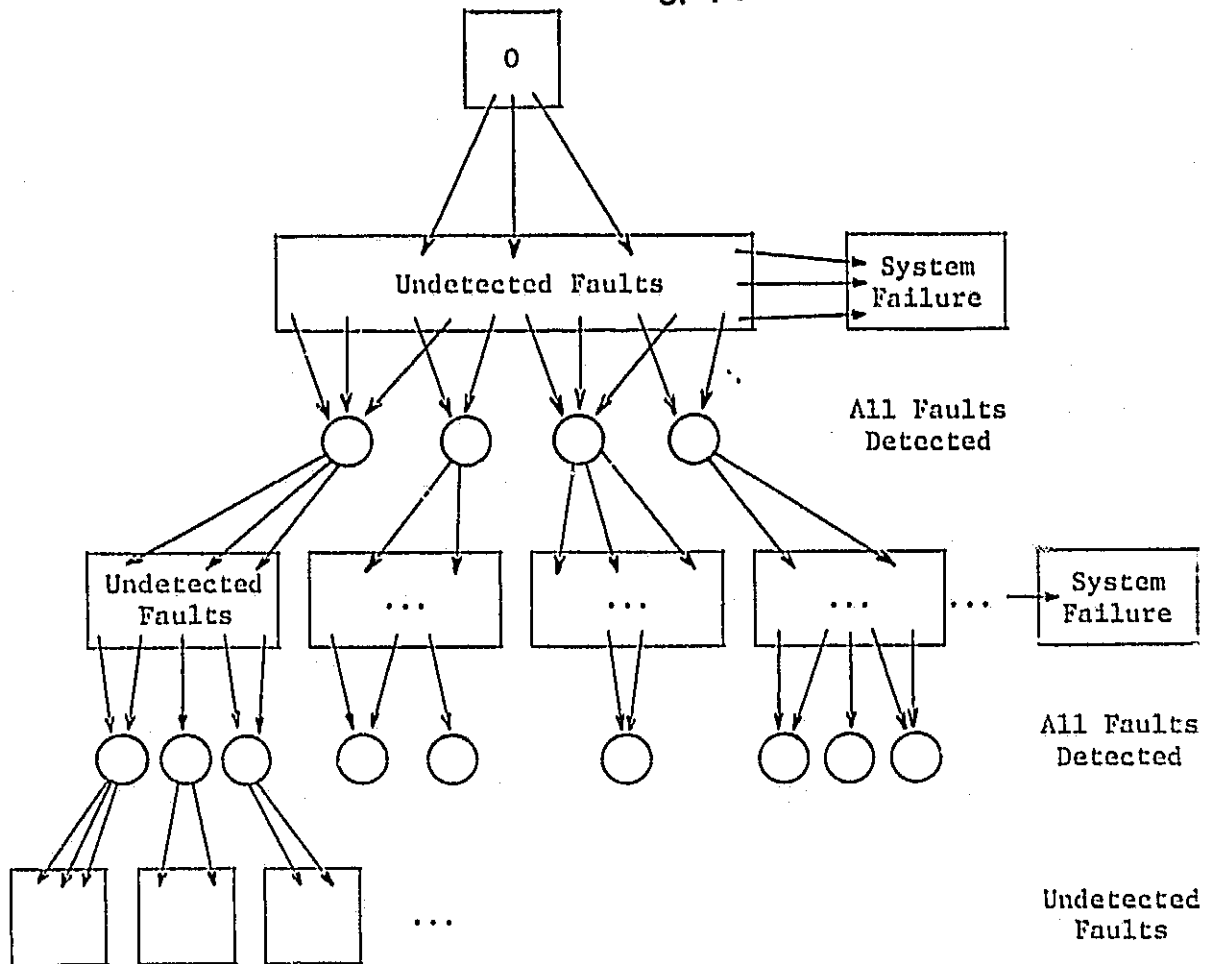 0
Undetected Faults
System
Failure
All Faults
Detected
Undetected
Faults
...
...
...
...
System
Failure
All Faults
Detected
...
Undetected
Faults